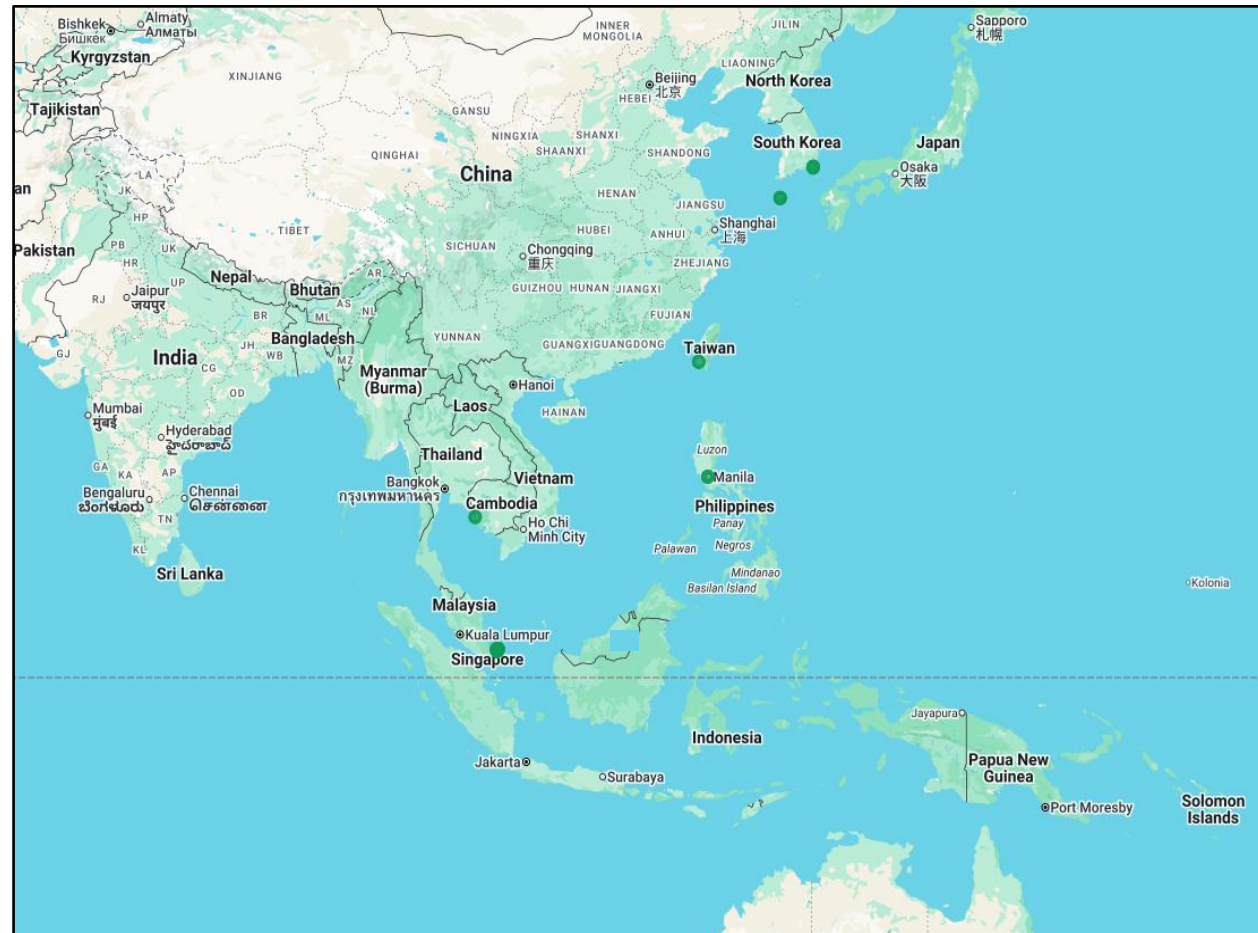 Almaty
Алматы
Bishkek
Бишкек
Kyrgyzstan
Tajikistan
an
Pakistan
INNER
MONGOLIA
JILIN
LIAONING
Sapporo
札幌
XINJIANG
GANSU
Beijing
北京
HEBEI
North Korea
NINGXIA
SHANXI
SHAANXI
SHANDONG
South Korea
Japan
Osaka
大阪
QINGHAI
China
HENAN
JIANGSU
LA
JK
HP
TIBET
SICHUAN
HUBEI
ANHUI
Shanghai
上海
PB
UK
HR
Chongqing
重庆
ZHEJIANG
Nepal
Bhutan
AR
UP
GUIZHOU
HUNAN
JIANGXI
RJ
Jaipur
जयपुर
AS
NL
BR
ML
FUJIAN
Bangladesh
YUNNAN
GUANGXI
GUANGDONG
Taiwan
GJ
India
JH
WB
MZ
CG
Myanmar
(Burma)
Hanoi
OD
Laos
HAINAN
Mumbai
मुंबई
Hyderabad
హైదరాబాద్
Thailand
Luzon
GA
KA
AP
Bangkok
กรุงเทพมหานคร
Vietnam
Manila
Bengaluru
ಬೆಂಗಳೂರು
Chennai
சென்னை
Cambodia
Philippines
TN
Ho Chi
Minh City
Panay
KL
Palawan
Negros
Sri Lanka
Mindanao
Basilan Island
Kolonia
Malaysia
Kuala Lumpur
Singapore
Jayapura
Indonesia
Jakarta
Surabaya
Papua New
Guinea
Port Moresby
Solomon
Islands